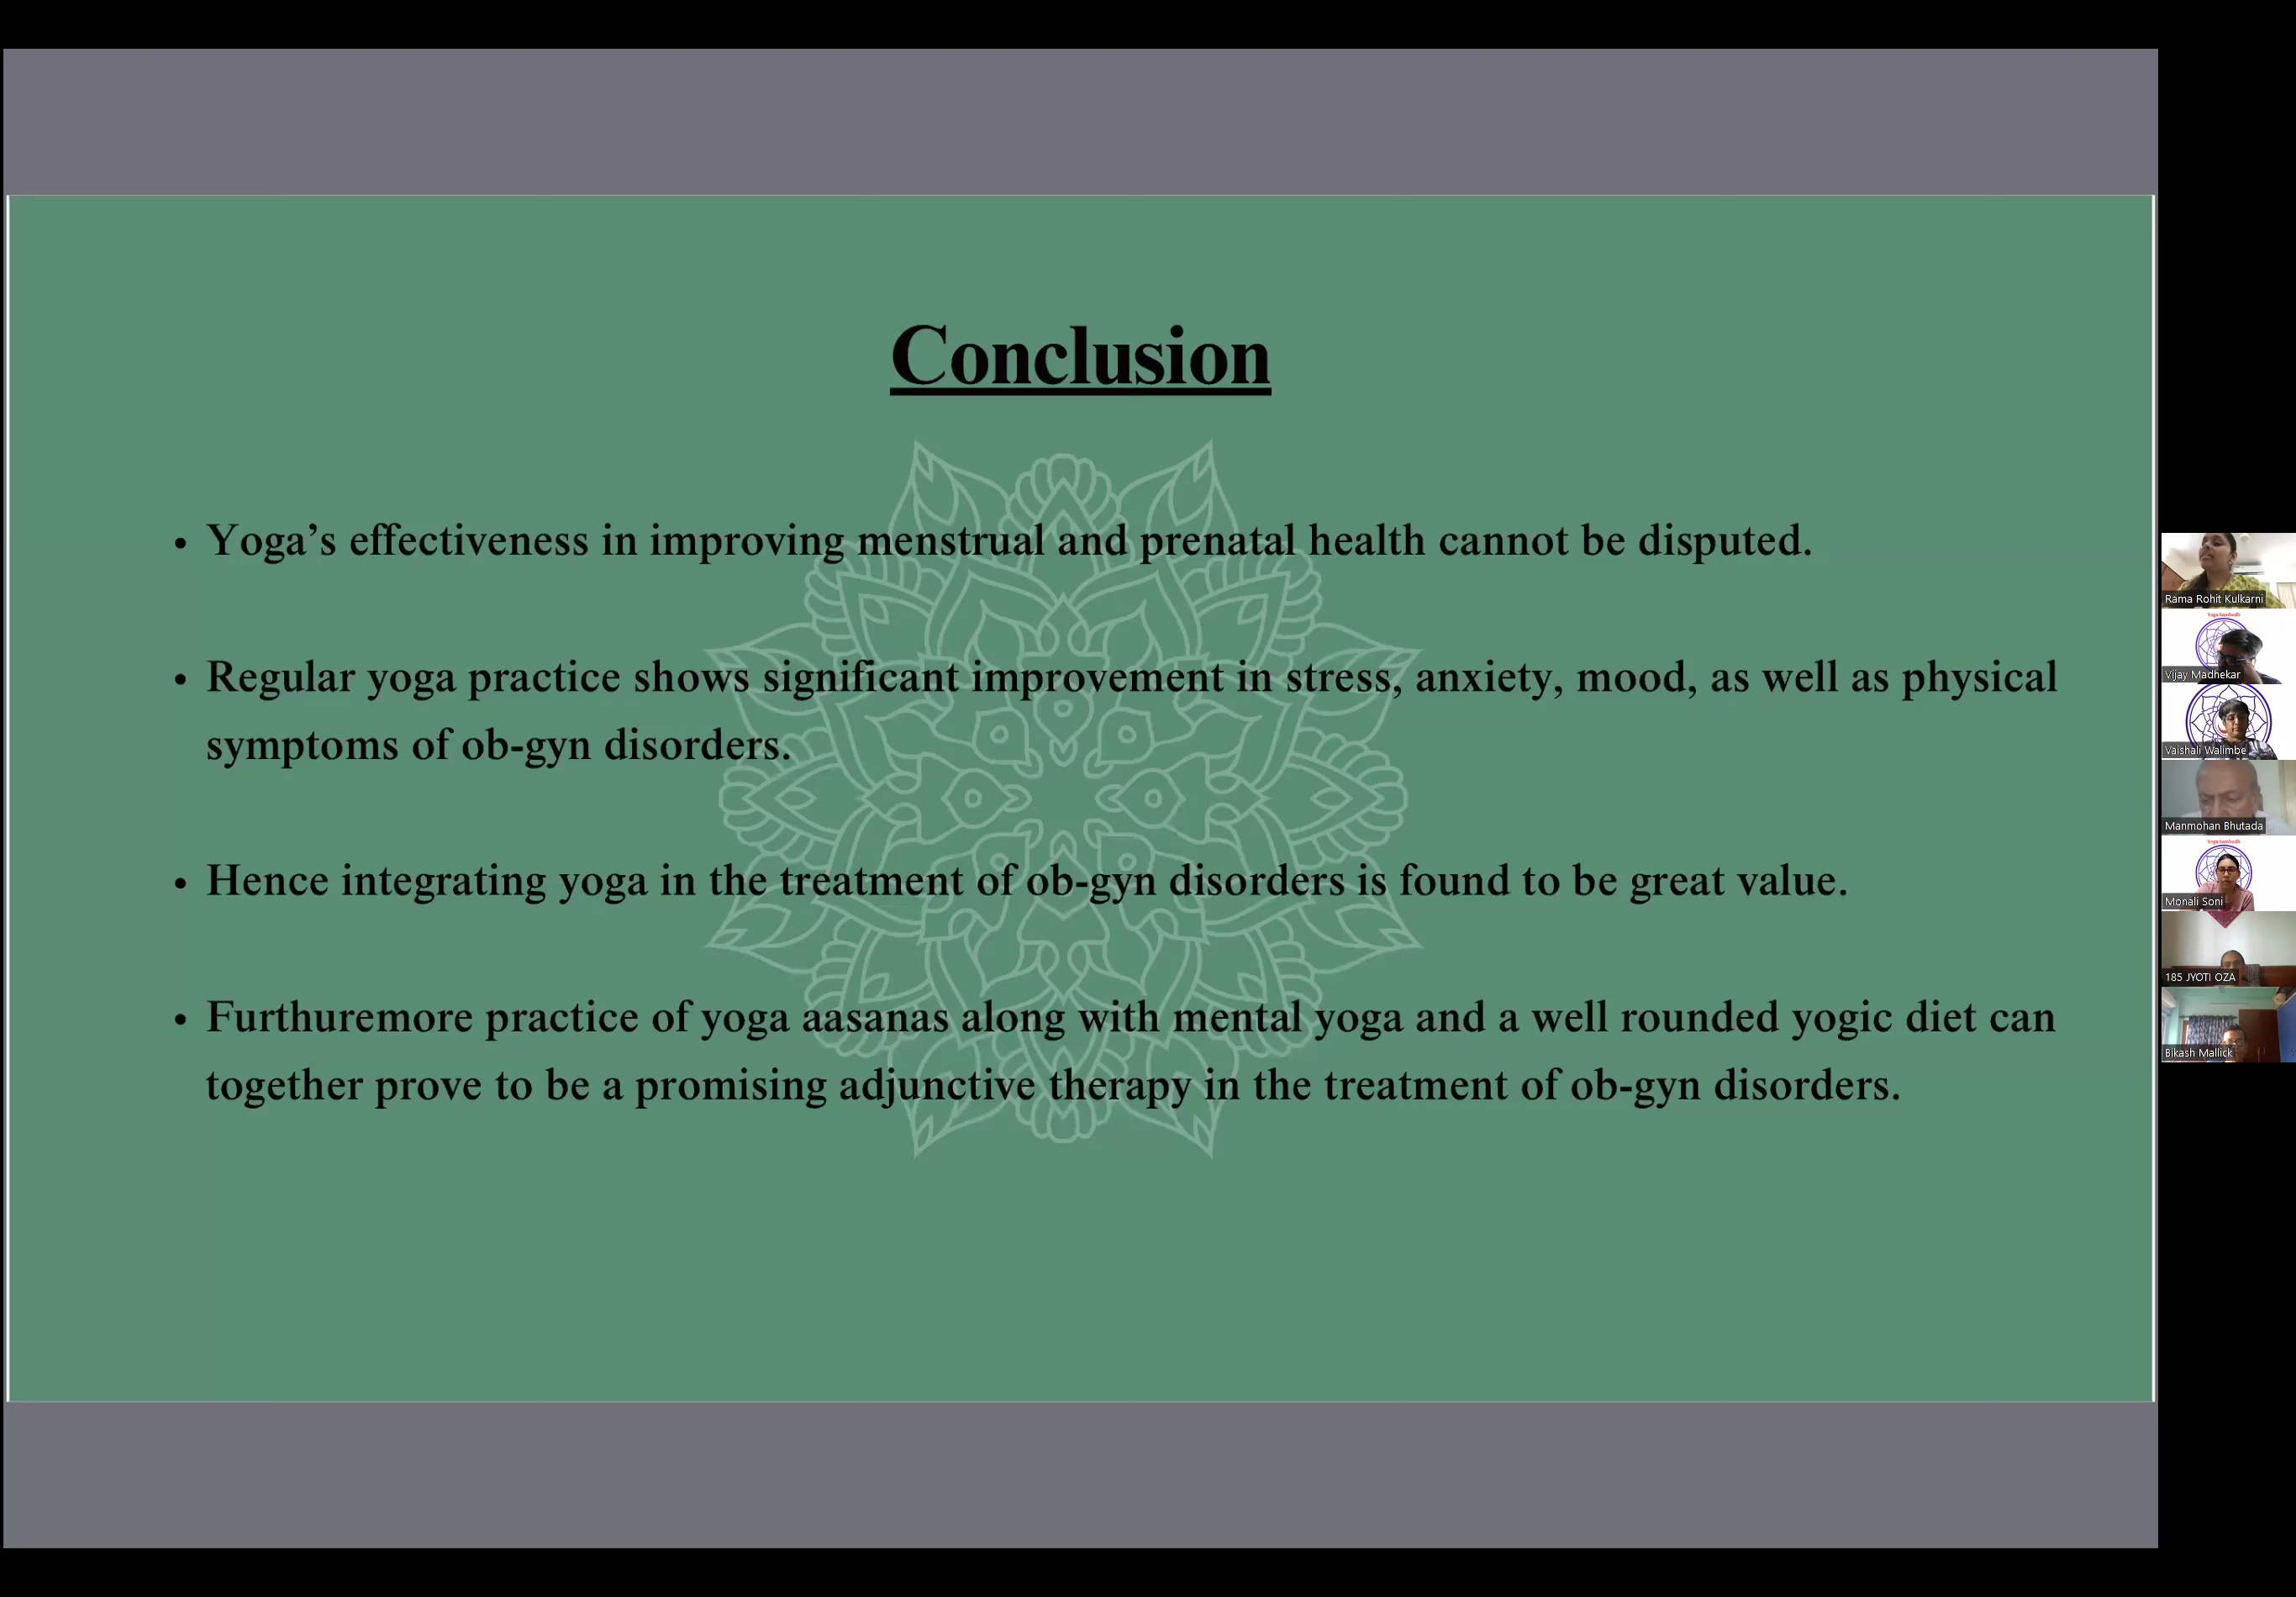 Conclusion
• Yoga’s effectiveness in improving menstrual and prenatal health cannot be disputed.
• Regular yoga practice shows significant improvement in stress, anxiety, mood, as well as physical
symptoms of ob-gyn disorders.
• Hence integrating yoga in the treatment of ob-gyn disorders is found to be great value.
• Furthuremore practice of yoga aasanas along with mental yoga and a well rounded yogic diet can
together prove to be a promising adjunctive therapy in the treatment of ob-gyn disorders.
Rama Rohit Kulkarni
Vijay Madhekar
Vaishali Walimbe
Manmohan Bhutada
Monali Soni
185 JYOTI OZA
Bikash Mallick